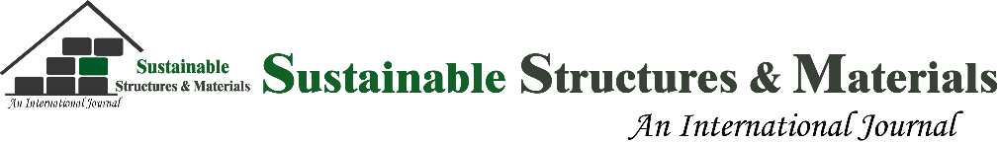 Sustainable
Structures & Materials
An International Journal
Sustainable Structures & Materials
An International Journal